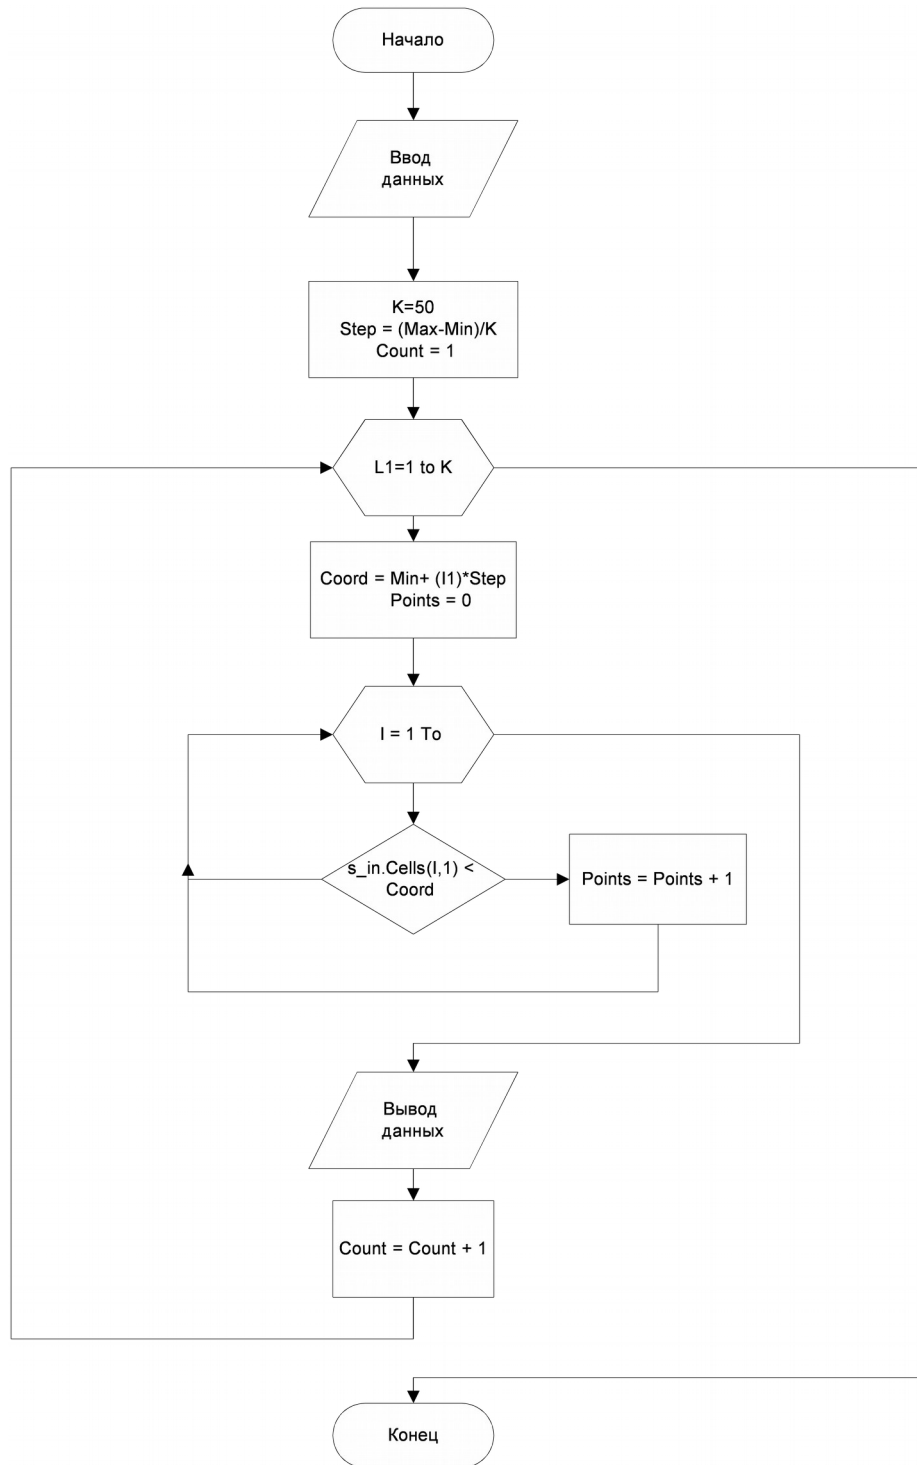 Начало
Ввод
данных
K=50
Step = (Max-Min)/K
Count = 1
L1=1 to K
Coord = Min+ (I1)*Step
Points = 0
I = 1 To
s_in.Cells(I,1) <
Coord
Points = Points + 1
Вывод
данных
Count = Count + 1
Конец